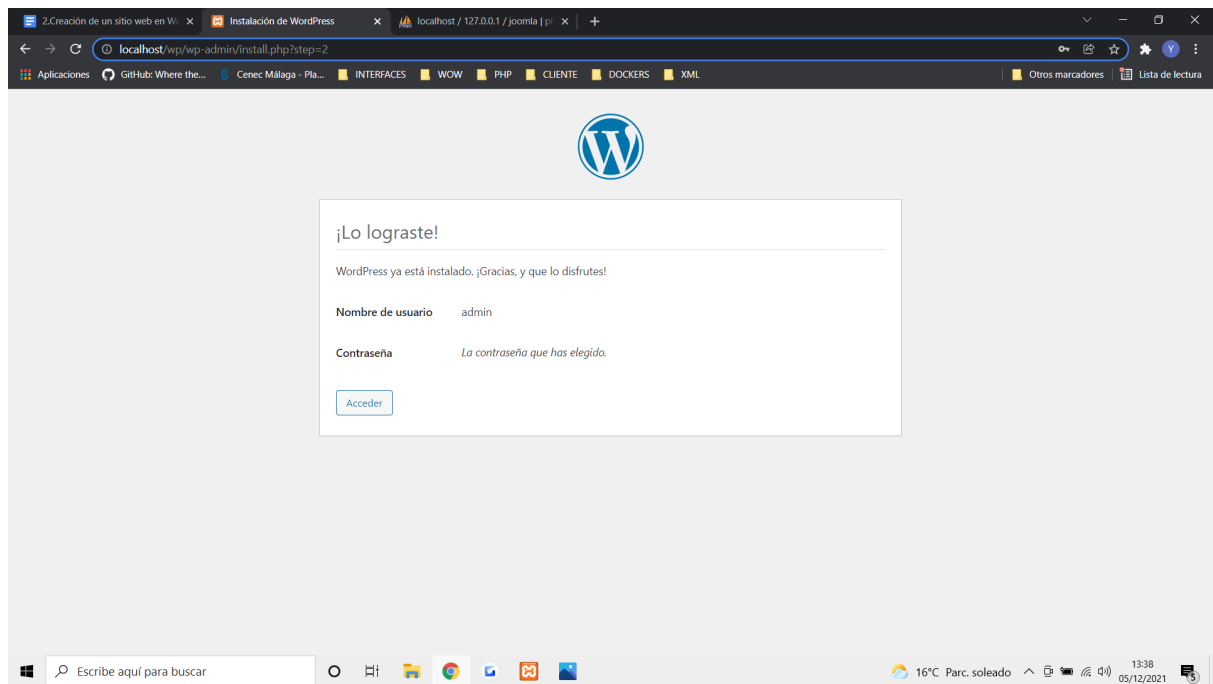 2.Creación de un sitio web en W
Instalación de WordPress
localhost / 127.0.0.1 / joomla | ph
localhost/wp/wp-admin/install.php?step=2
Y
Aplicaciones
GitHub: Where the...
Cenec Málaga - Pla...
INTERFACES
WOW
PHP
CLIENTE
DOCKERS
XML
Otros marcadores
Lista de lectura
¡Lo lograste!
WordPress ya está instalado. ¡Gracias, y que lo disfrutes!
Nombre de usuario admin
Contraseña La contraseña que has elegido.
Acceder
Escribe aquí para buscar
16°C Parc. soleado
13:38
05/12/2021
5